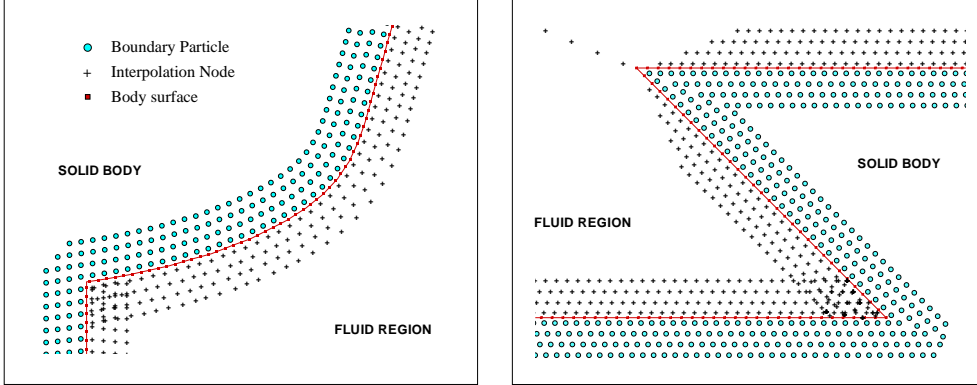 Boundary Particle
Interpolation Node
Body surface
SOLID BODY
FLUID REGION
SOLID BODY
FLUID REGION